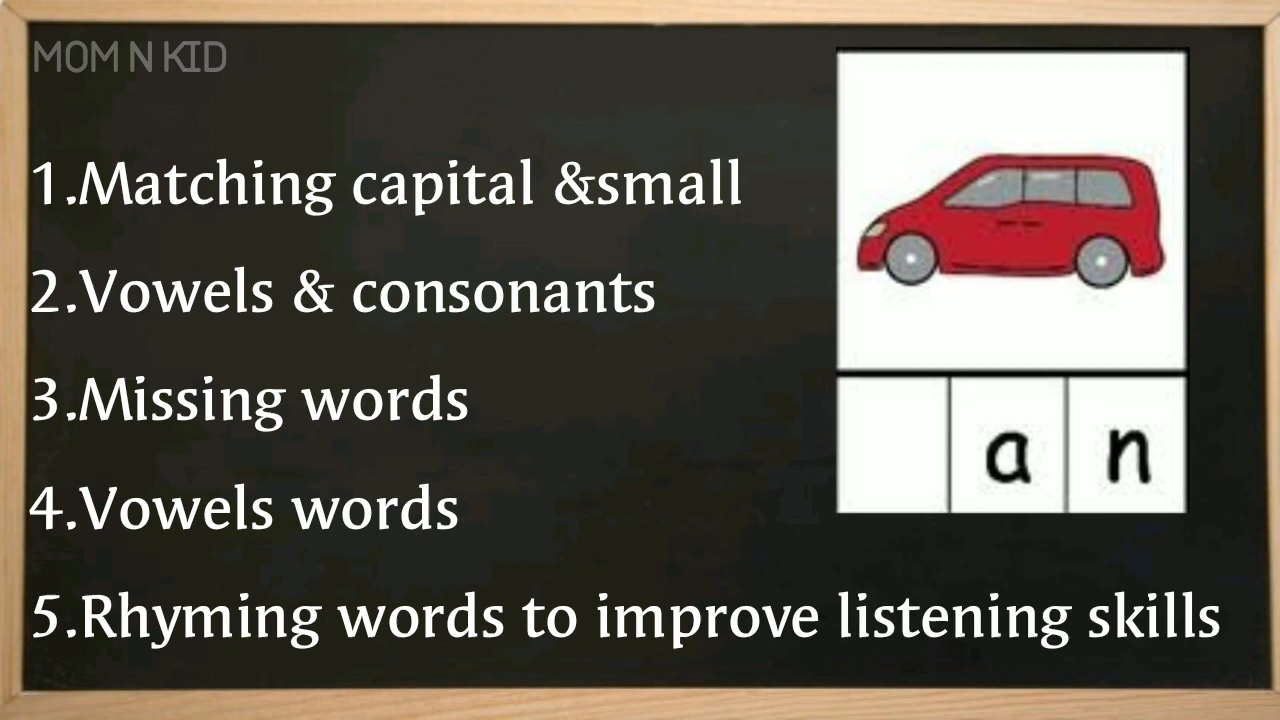 MOM N KID
1.Matching capital &small
2.Vowels & consonants
3.Missing words
4.Vowels words
5.Rhyming words to improve listening skills
a n